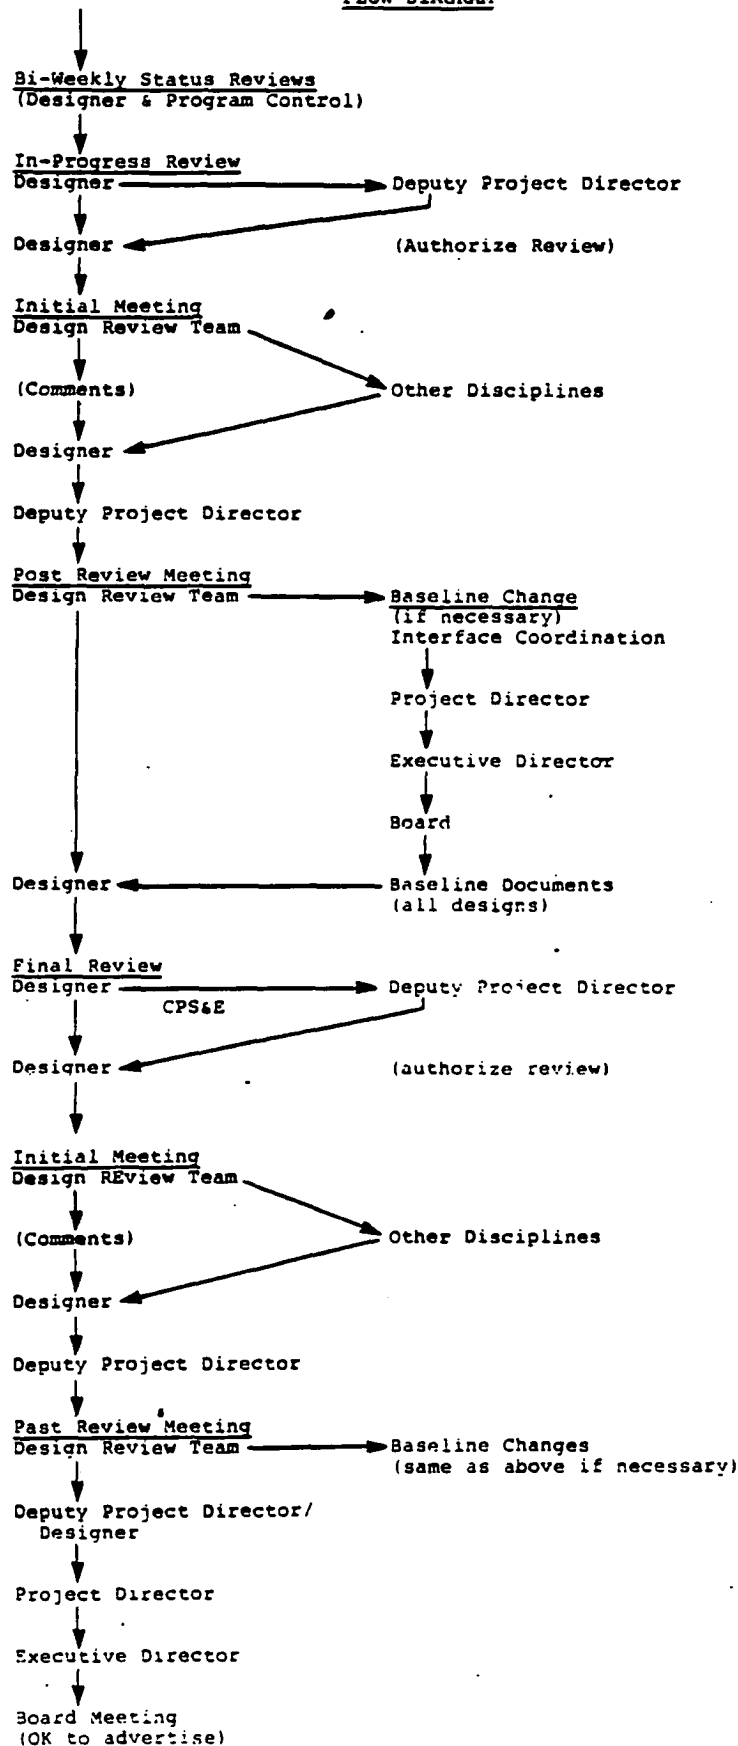 FLOW DIAGRAM
Bi-Weekly Status Reviews
(Designer & Program Control)
In-Progress Review
Designer Deputy Project Director
Designer (Authorize Review)
Initial Meeting
Design Review Team
(Comments) Other Disciplines
Designer
Deputy Project Director
Post Review Meeting
Design Review Team Baseline Change
(if necessary)
Interface Coordination
Project Director
Executive Director
Board
Designer Baseline Documents
(all designs)
Final Review
Designer Deputy Project Director
CPS&E
Designer (authorize review)
Initial Meeting
Design REview Team
(Comments) Other Disciplines
Designer
Deputy Project Director
Past Review Meeting
Design Review Team Baseline Changes
(same as above if necessary)
Deputy Project Director/
Designer
Project Director
Executive Director
Board Meeting
(OK to advertise)